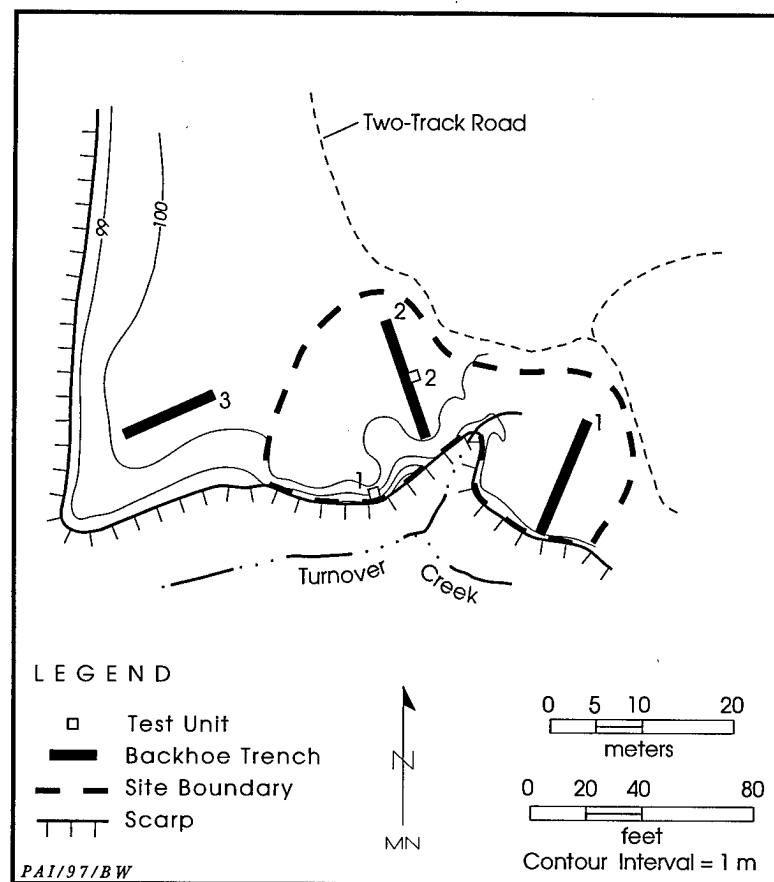 Two-Track Road
99
100
2
2
3
1
1
Turnover Creek
LEGEND
Test Unit
Backhoe Trench
Site Boundary
Scarp
N
MN
0 5 10 20
meters
0 20 40 80
feet
Contour Interval = 1 m
PAI/97/BW